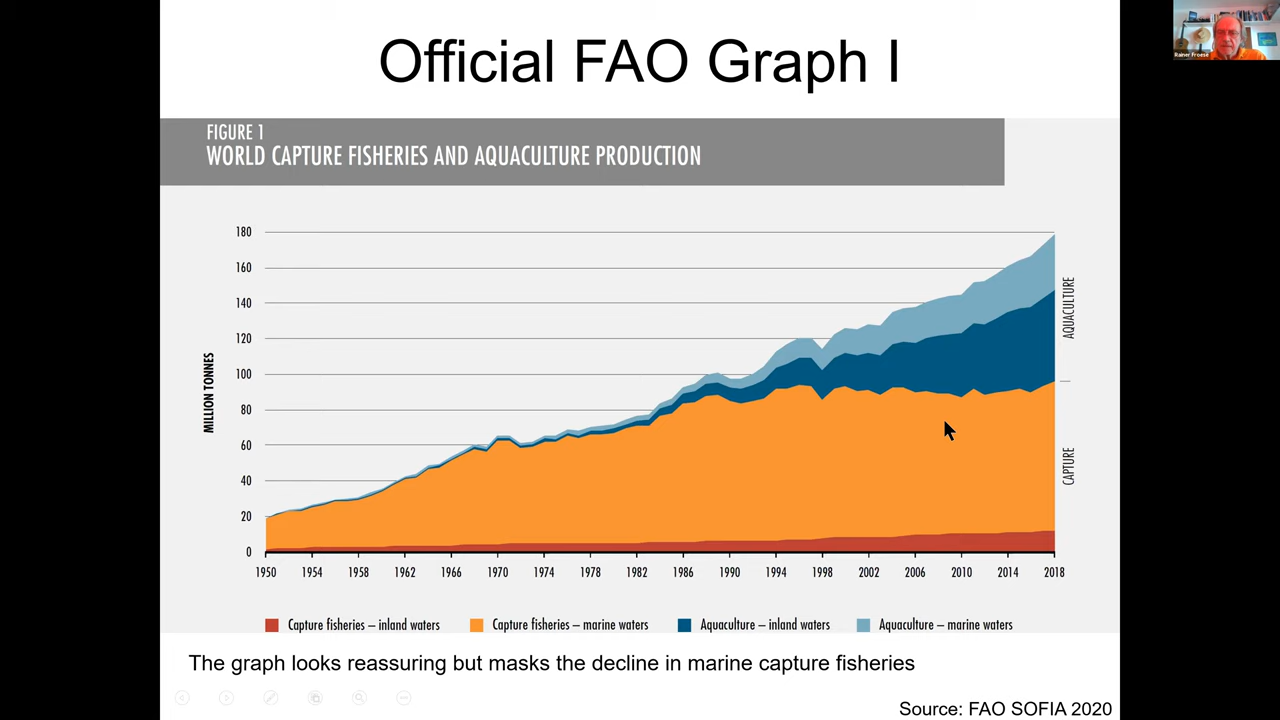 Official FAO Graph I
Rainer Froese
FIGURE 1
WORLD CAPTURE FISHERIES AND AQUACULTURE PRODUCTION
MILLION TONNES
180
160
140
120
100
80
60
40
20
0
AQUACULTURE
CAPTURE
1950 1954 1958 1962 1966 1970 1974 1978 1982 1986 1990 1994 1998 2002 2006 2010 2014 2018
Capture fisheries – inland waters Capture fisheries – marine waters Aquaculture – inland waters Aquaculture – marine waters
The graph looks reassuring but masks the decline in marine capture fisheries
Source: FAO SOFIA 2020